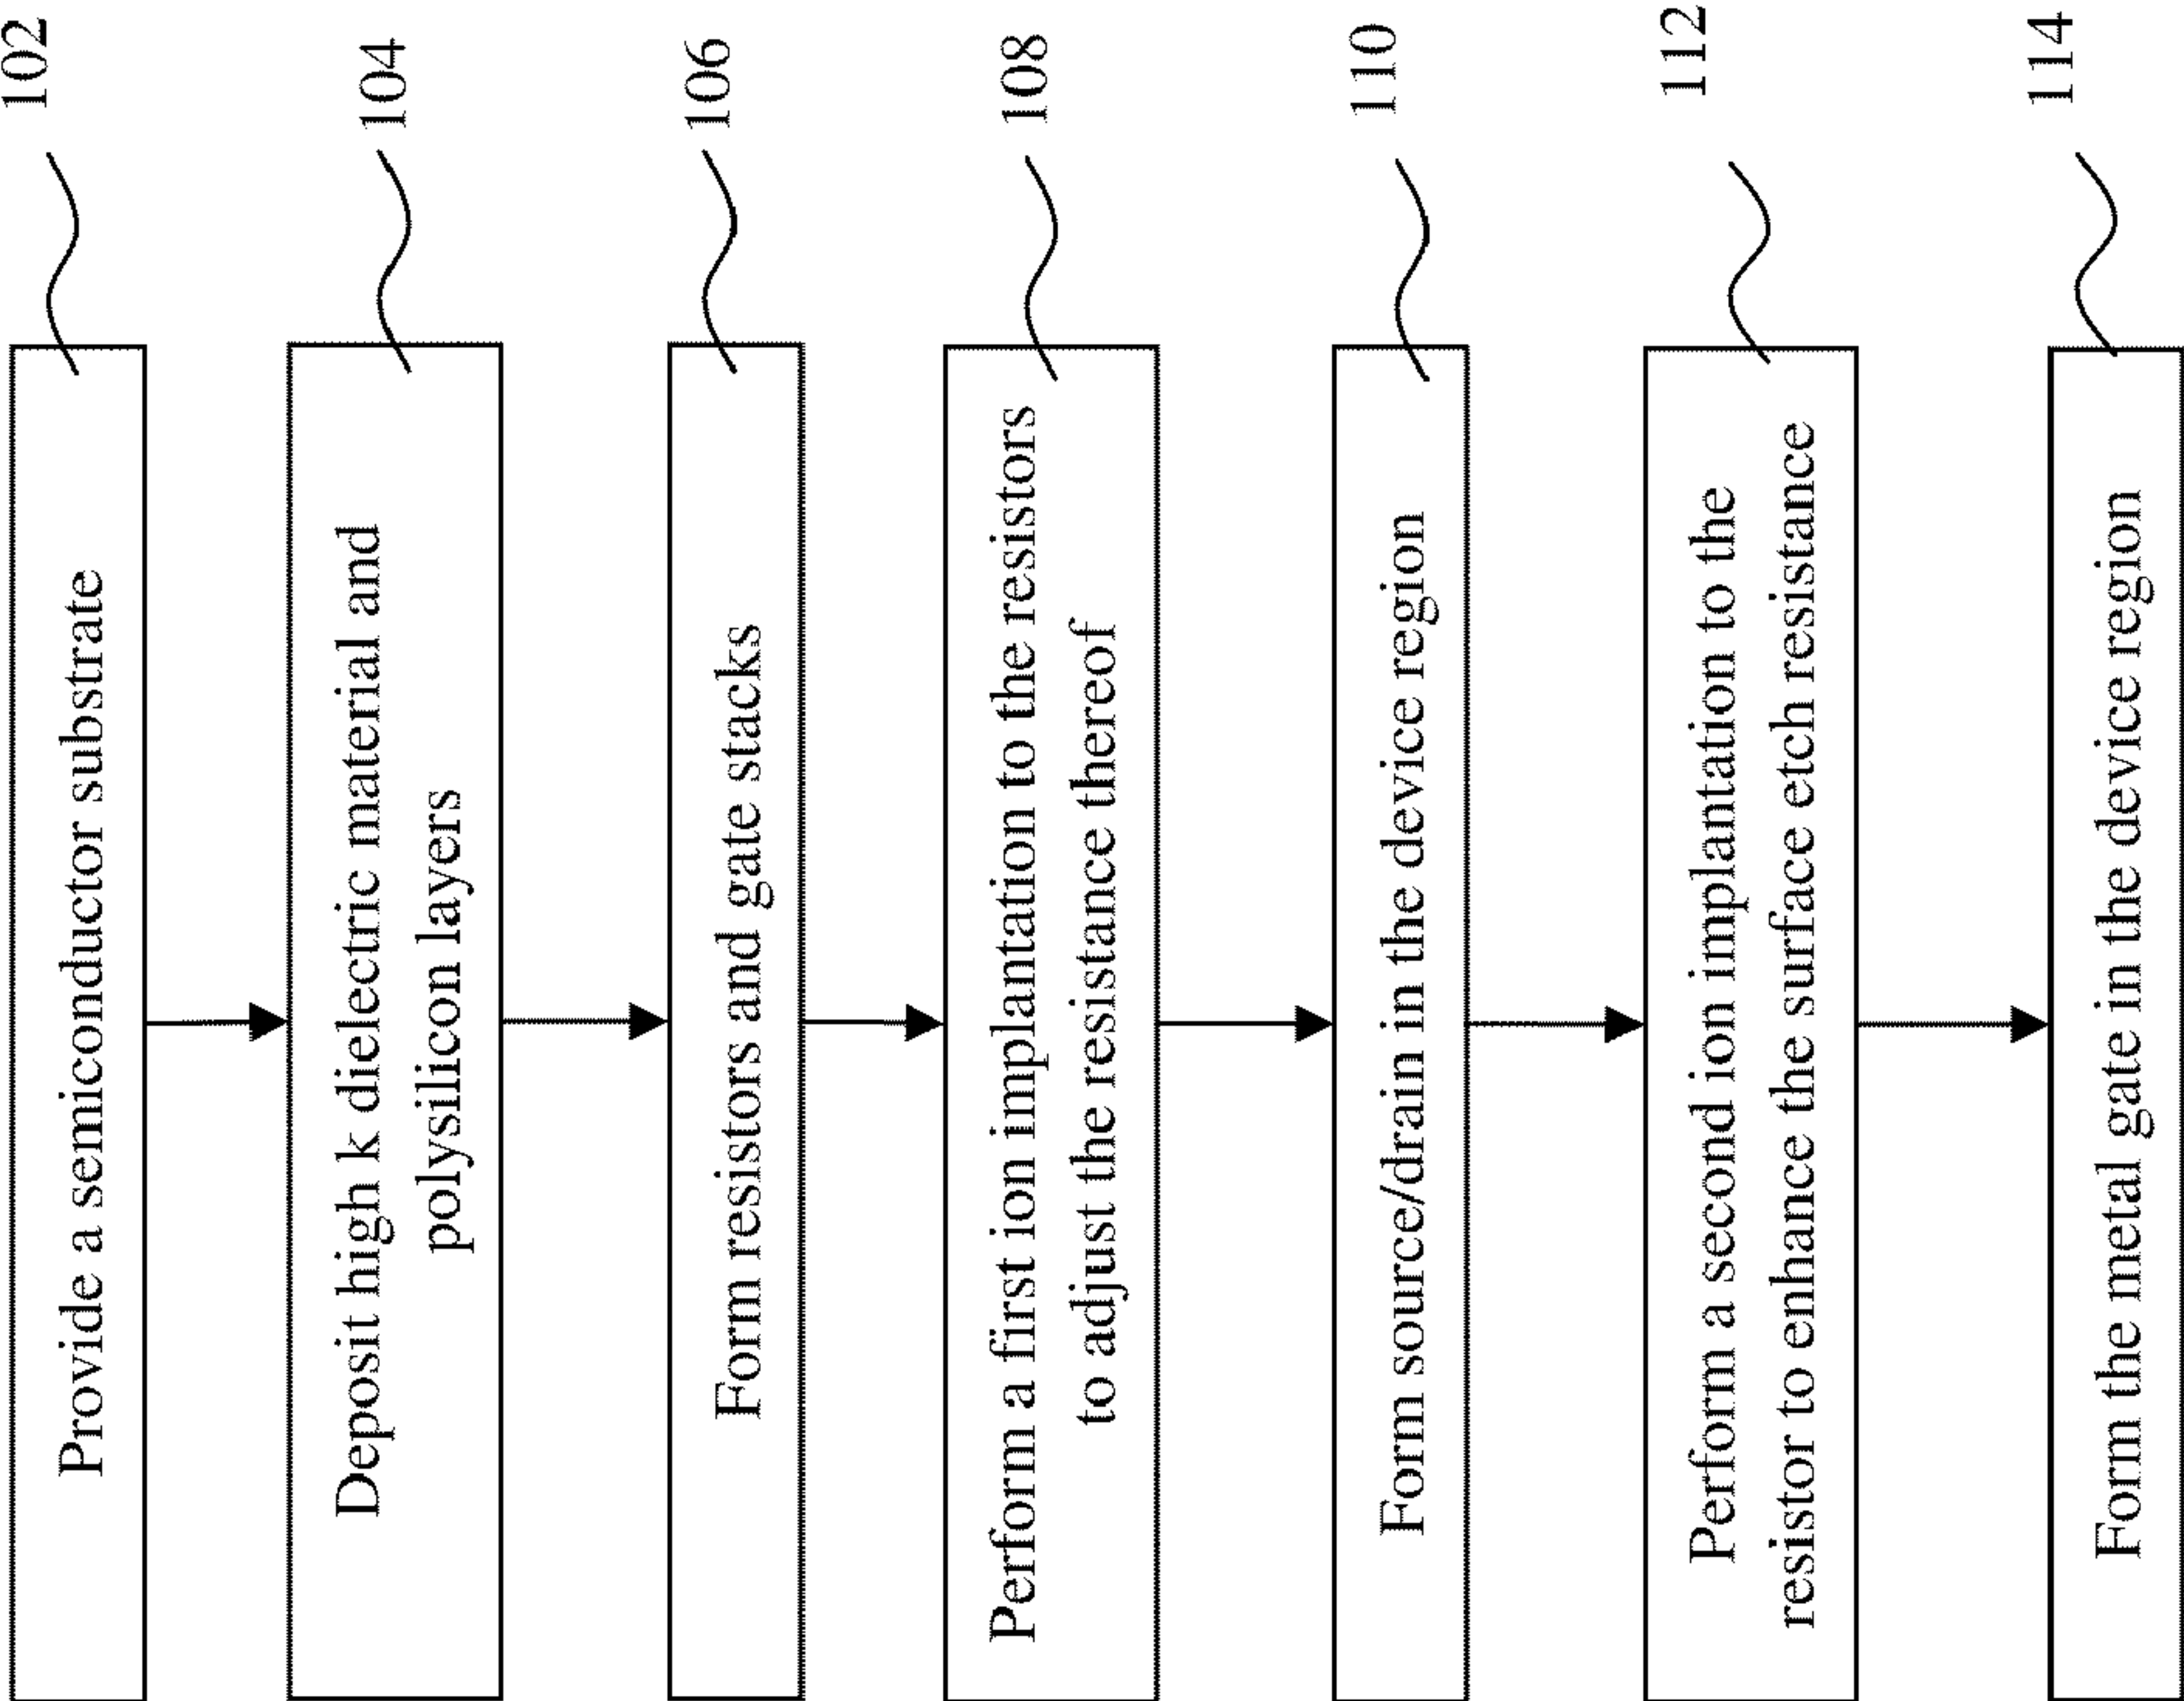 Provide a semiconductor substrate
102
Deposit high k dielectric material and
polysilicon layers
104
Form resistors and gate stacks
106
Perform a first ion implantation to the resistors
to adjust the resistance thereof
108
Form source/drain in the device region
110
Perform a second ion implantation to the
resistor to enhance the surface etch resistance
112
Form the metal gate in the device region
114